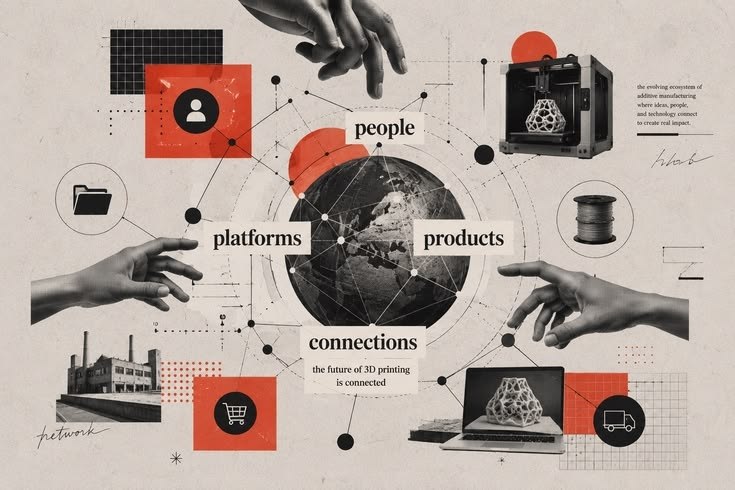 people
the evolving ecosystem of
additive manufacturing
where ideas, people,
and technology connect
to create real impact.
platforms
products
connections
the future of 3D printing
is connected
network